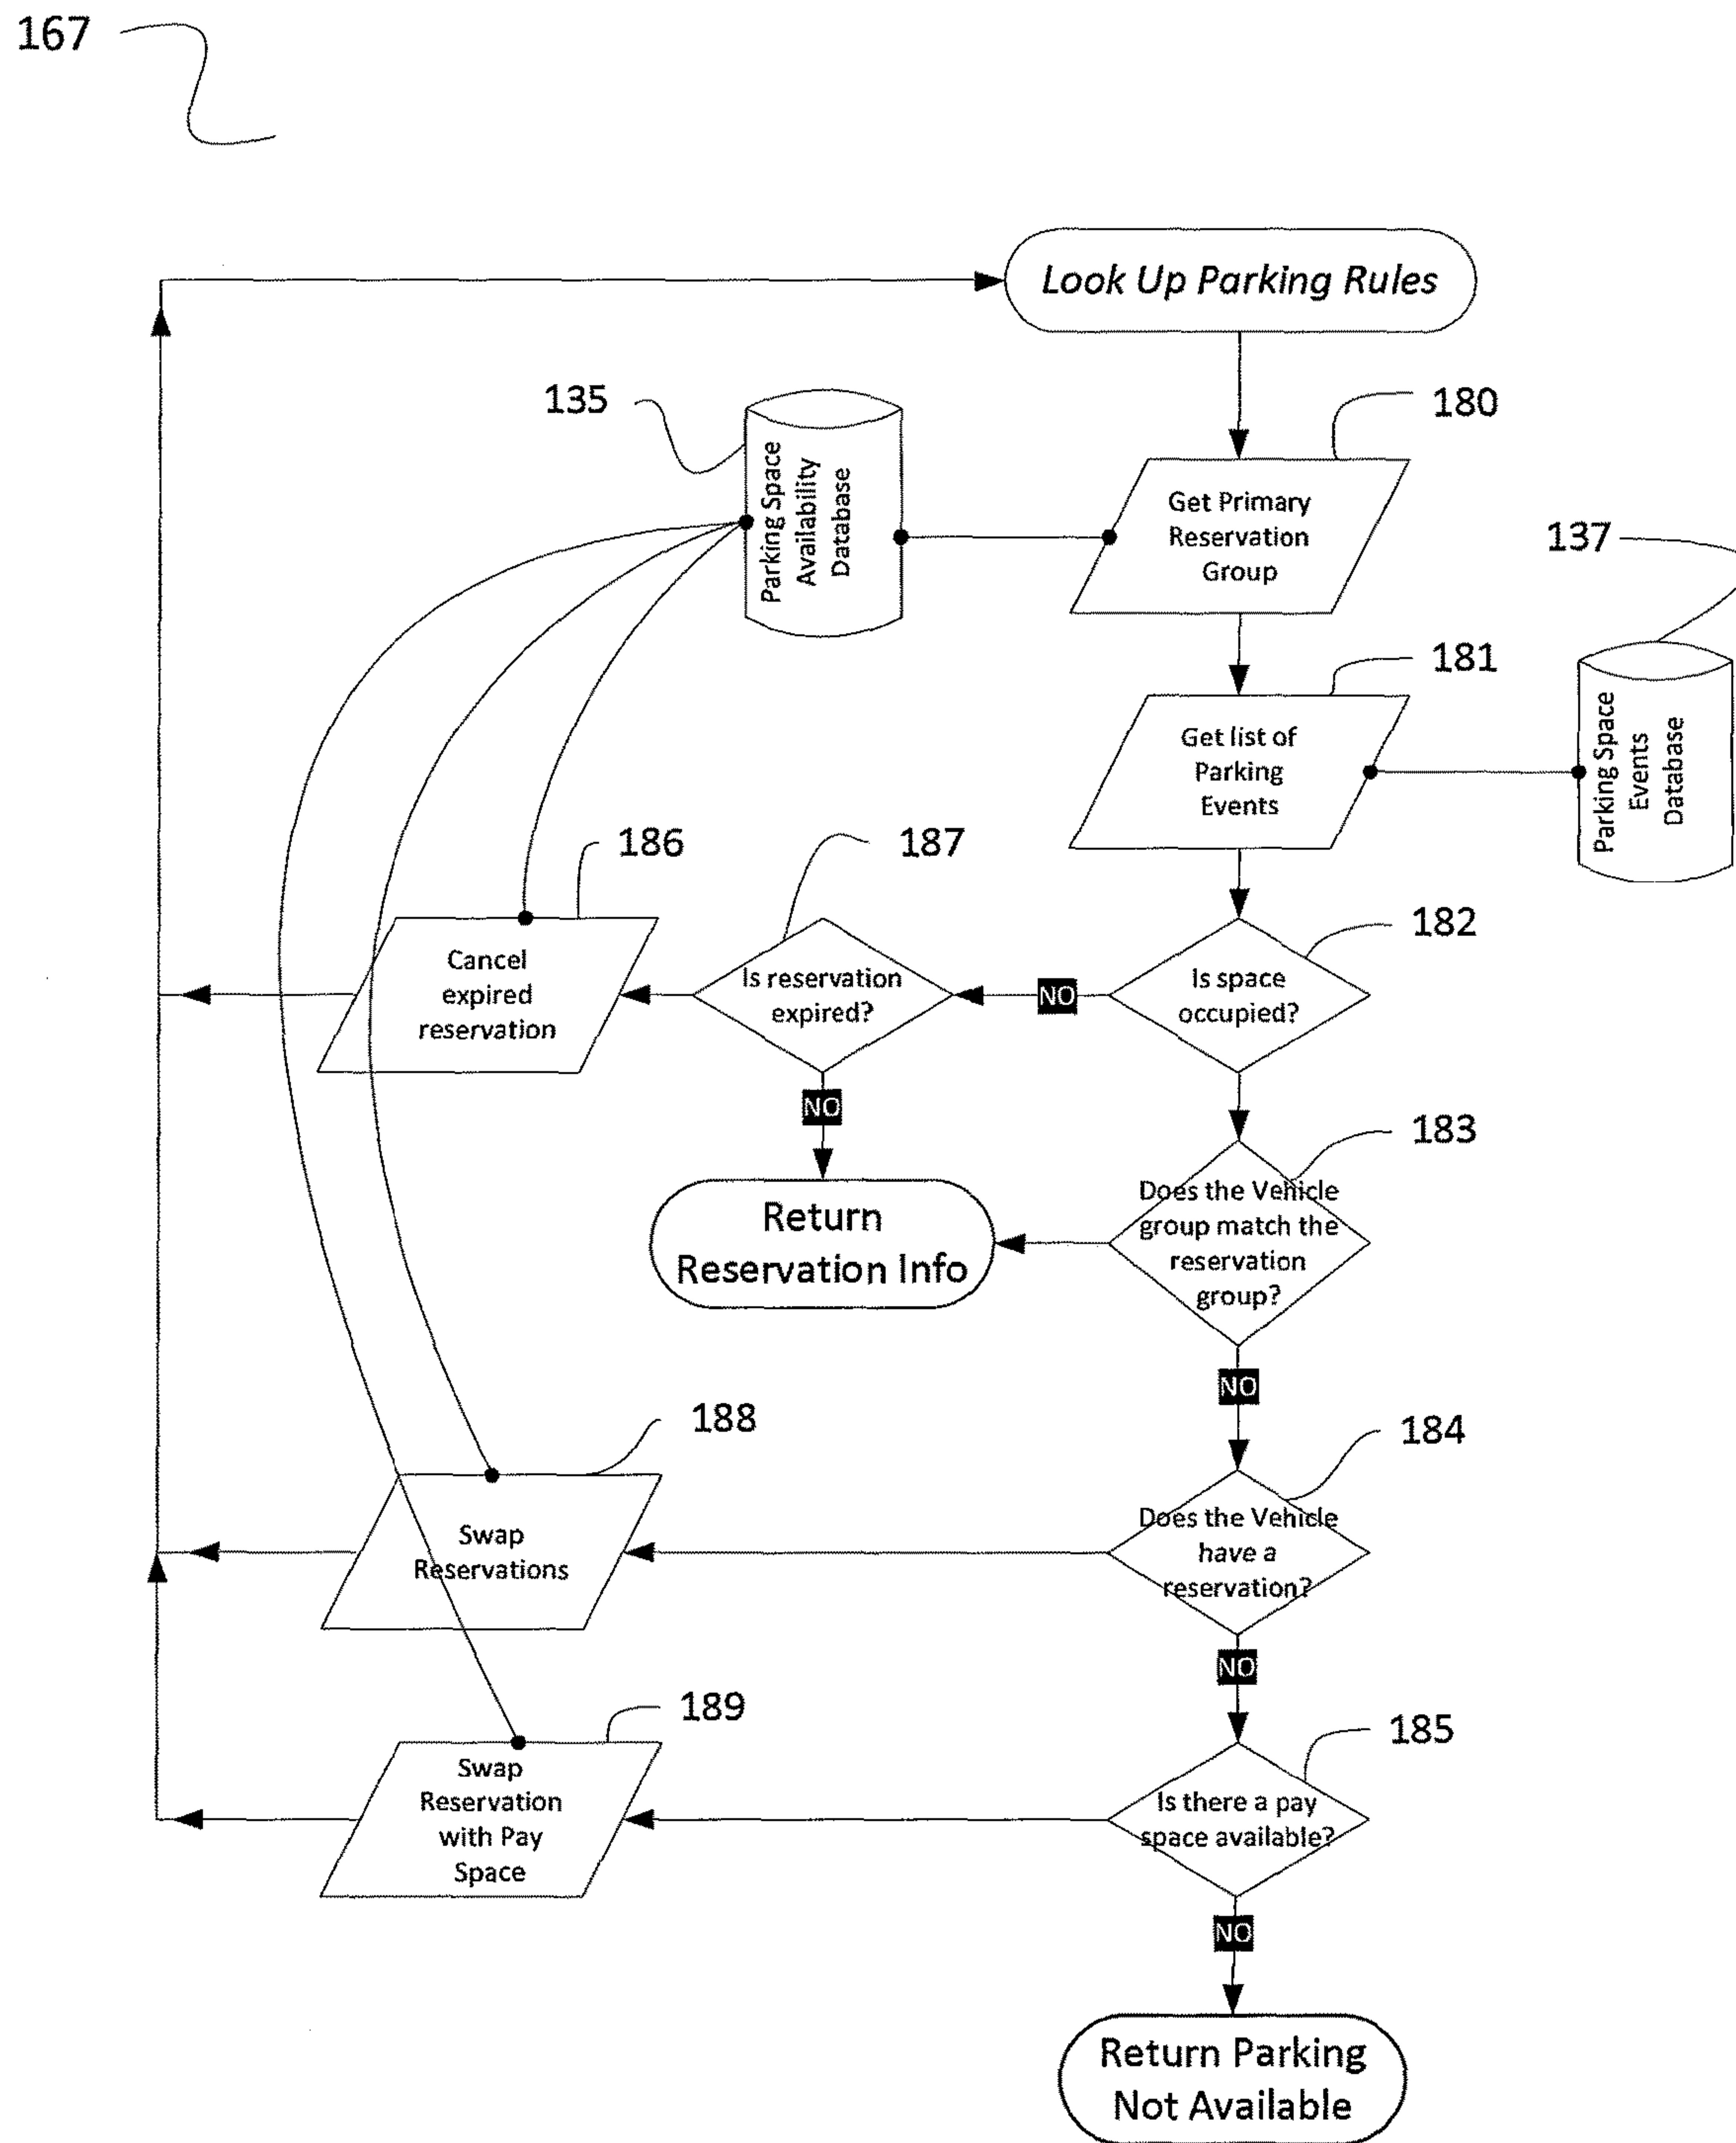 167
Look Up Parking Rules
135
180
Parking Space
Availability
Database
Get Primary
Reservation
Group
137
181
Get list of
Parking
Events
Parking Space
Events
Database
186
187
182
Cancel
expired
reservation
Is reservation
expired?
NO
Is space
occupied?
NO
183
Return
Reservation Info
Does the Vehicle
group match the
reservation
group?
NO
188
184
Swap
Reservations
Does the Vehicle
have a
reservation?
NO
189
185
Swap
Reservation
with Pay
Space
Is there a pay
space available?
NO
Return Parking
Not Available